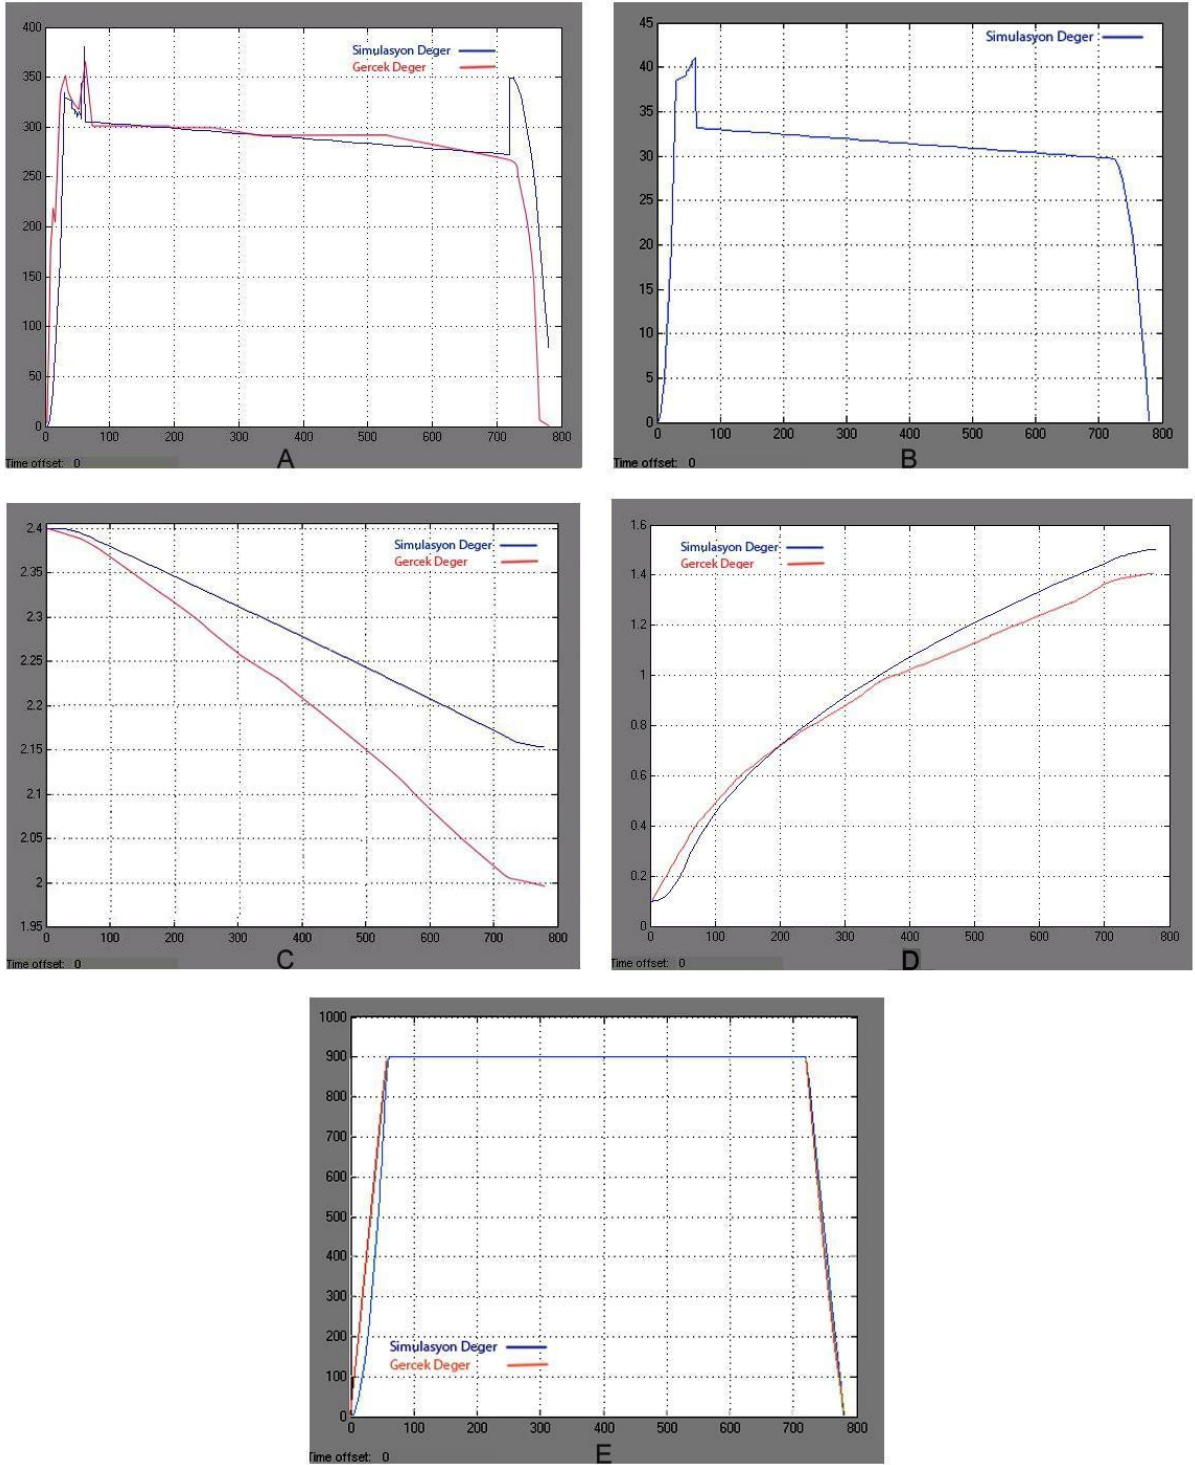 400
350
300
250
200
150
100
50
0
Simulasyon Deger
Gercek Deger
0 100 200 300 400 500 600 700 800
Time offset: 0
A
45
40
35
30
25
20
15
10
5
0
Simulasyon Deger
0 100 200 300 400 500 600 700 800
Time offset: 0
B
2.4
2.35
2.3
2.25
2.2
2.15
2.1
2.05
2
1.95
Simulasyon Deger
Gercek Deger
0 100 200 300 400 500 600 700 800
Time offset: 0
C
1.6
1.4
1.2
1
0.8
0.6
0.4
0.2
0
Simulasyon Deger
Gercek Deger
0 100 200 300 400 500 600 700 800
Time offset: 0
D
1000
900
800
700
600
500
400
300
200
100
0
Simulasyon Deger
Gercek Deger
0 100 200 300 400 500 600 700 800
Time offset: 0
E